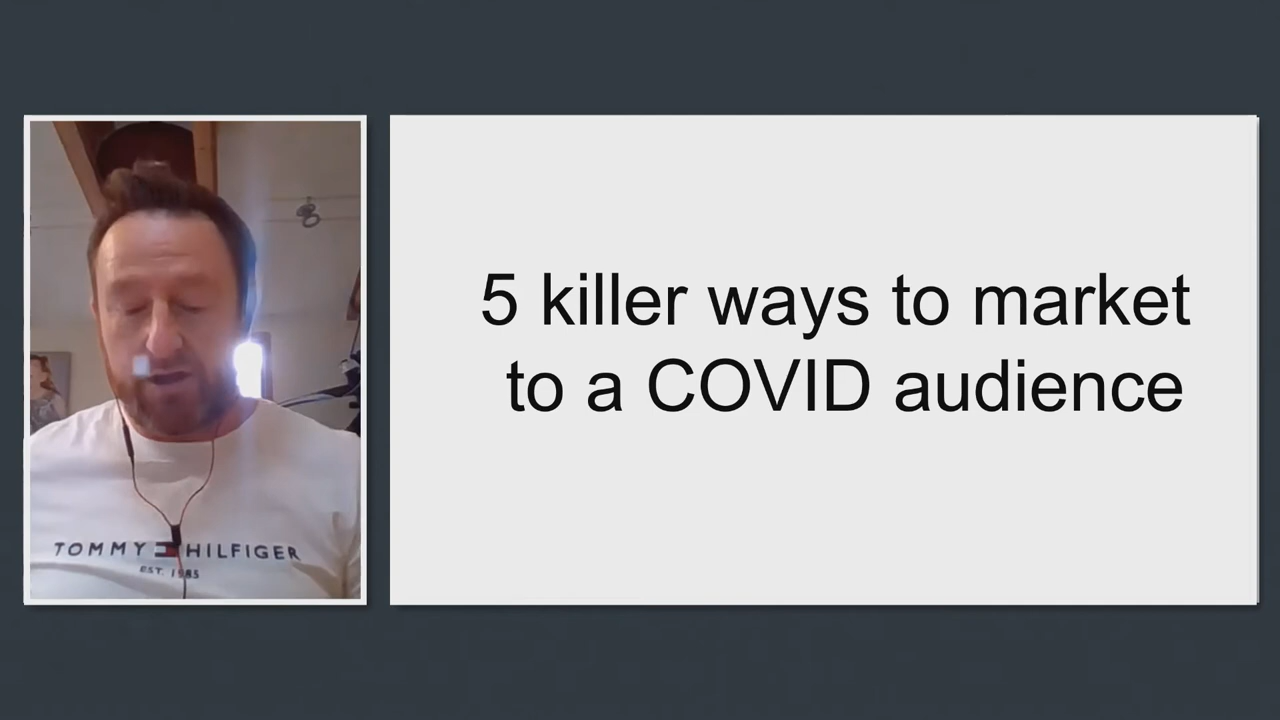 5 killer ways to market
to a COVID audience
TOMMY HILFIGER
EST. 1985